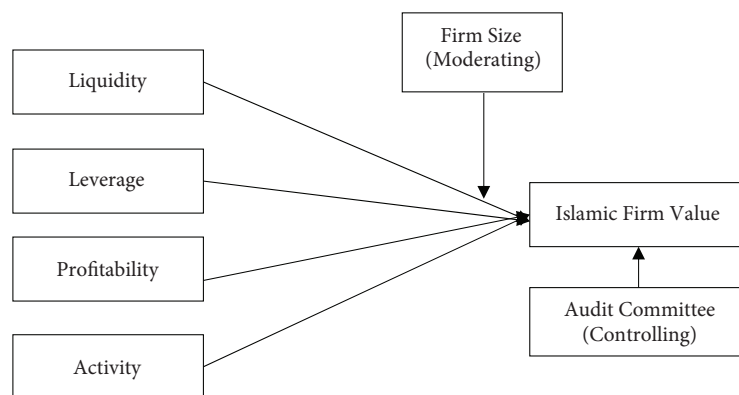 Firm Size
(Moderating)
Liquidity
Leverage
Islamic Firm Value
Profitability
Audit Committee
(Controlling)
Activity